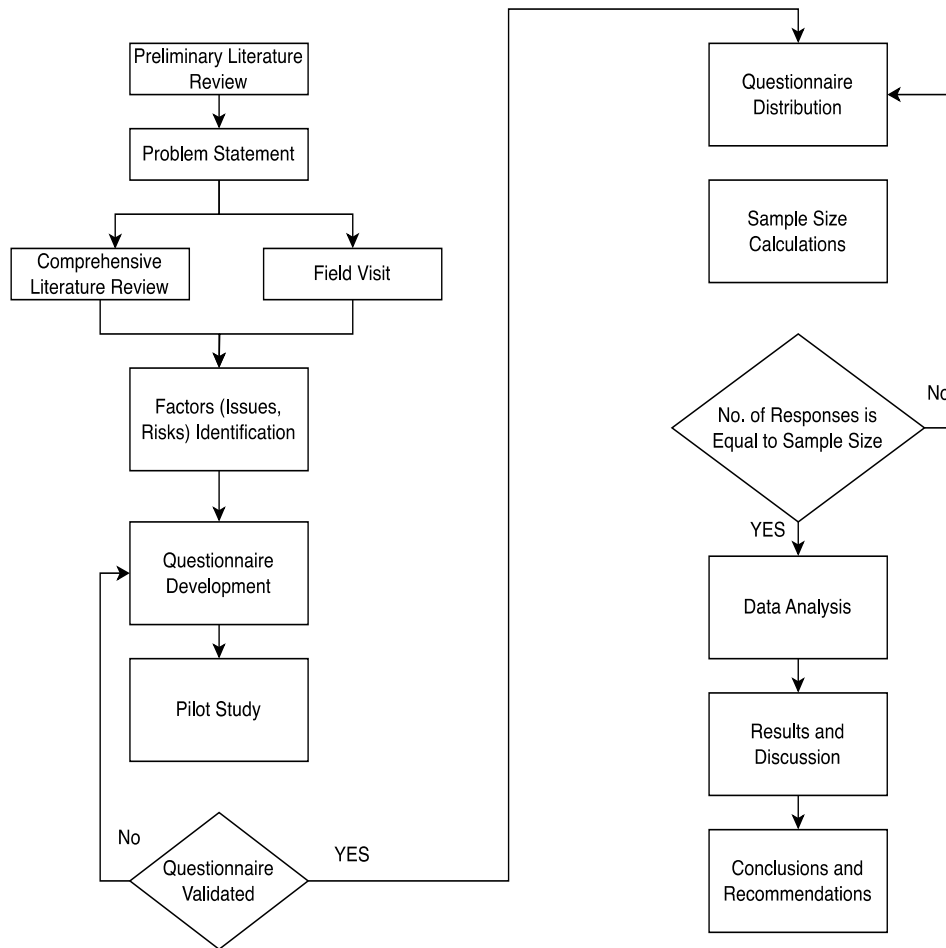 Preliminary Literature
Review
Problem Statement
Comprehensive
Literature Review
Field Visit
Factors (Issues,
Risks) Identification
Questionnaire
Development
Pilot Study
No
Questionnaire
Validated
YES
Questionnaire
Distribution
Sample Size
Calculations
No. of Responses is
Equal to Sample Size
No
YES
Data Analysis
Results and
Discussion
Conclusions and
Recommendations